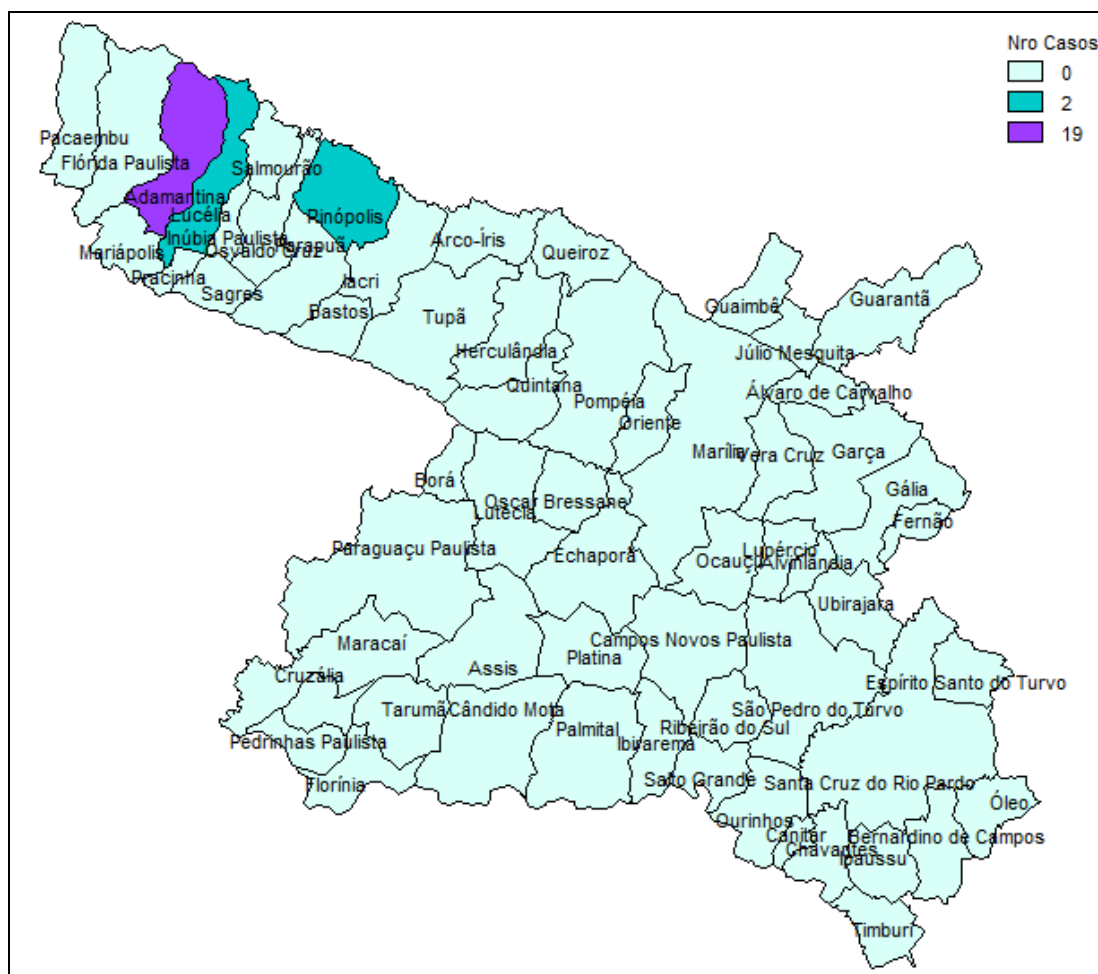 Nro Casos
0
2
19
Pacaembu
Flórida Paulista
Salmourão
Adamantina
Lucélia
Rinópolis
Inúbia Paulista
Osvaldo Cruz
Parapuã
Mariápolis
Pracinha
Sagres
Iacri
Bastos
Arco-Íris
Queiroz
Tupã
Guaimbê
Guarantã
Herculândia
Júlio Mesquita
Quintana
Pompéia
Álvaro de Carvalho
Oriente
Marília
Vera Cruz
Garça
Borá
Gália
Oscar Bressane
Lutécia
Fernão
Paraguaçu Paulista
Echaporã
Ocauçu
Lupércio
Alvinlândia
Ubirajara
Maracaí
Campos Novos Paulista
Platina
Assis
Cruzália
Espírito Santo do Turvo
Tarumã
Cândido Mota
São Pedro do Turvo
Palmital
Ribeirão do Sul
Pedrinhas Paulista
Ibirarema
Florínia
Salto Grande
Santa Cruz do Rio Pardo
Óleo
Ourinhos
Canitar
Bernardino de Campos
Chavantes
Ipaussu
Timburi